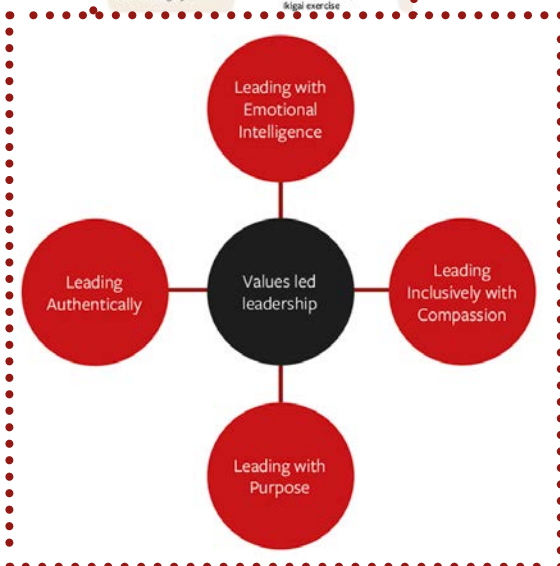 Ikigai exercise
Leading with
Emotional
Intelligence
Leading
Authentically
Values led
leadership
Leading
Inclusively with
Compassion
Leading with
Purpose